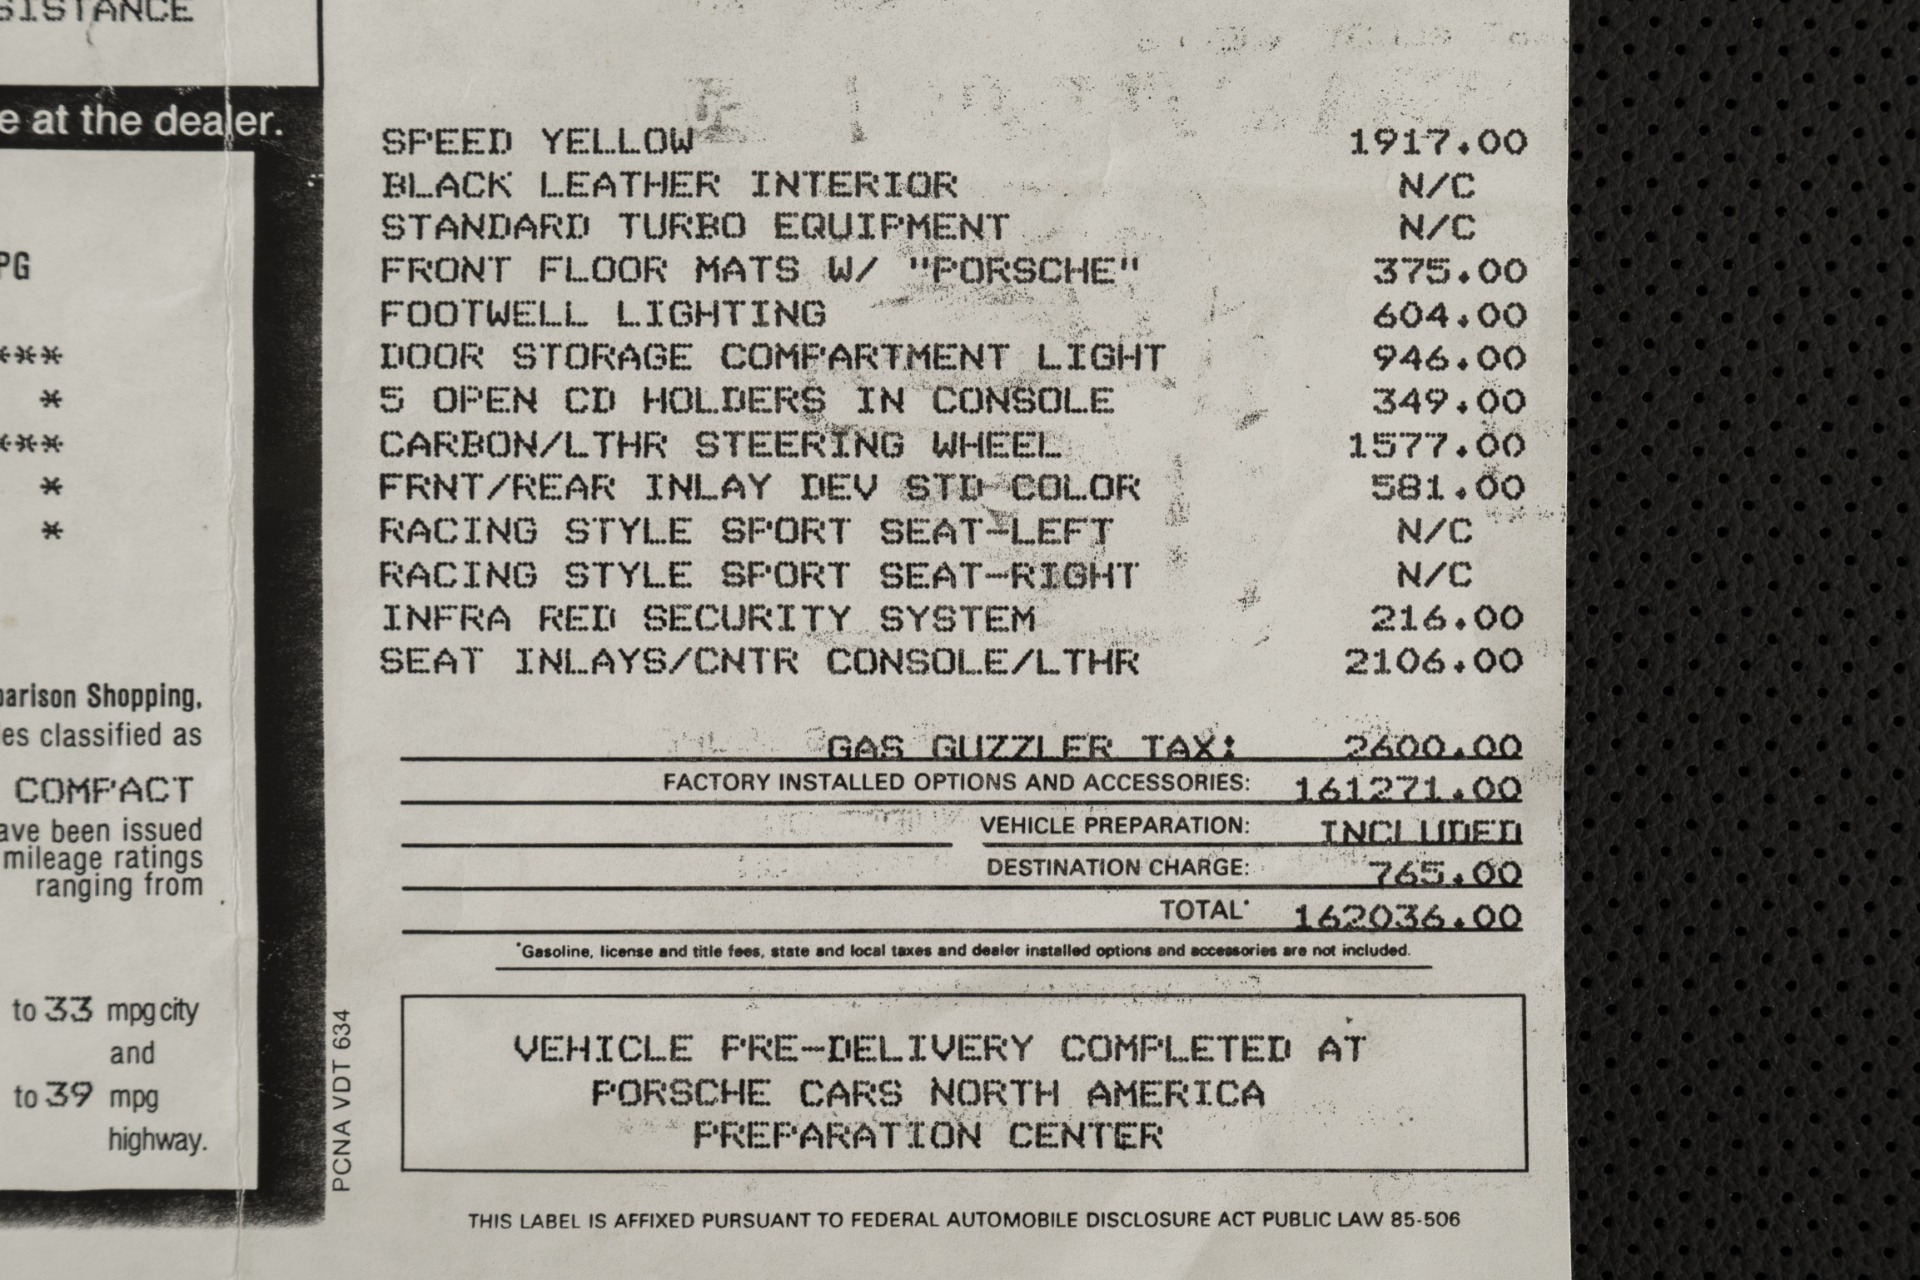 SISTANCE
e at the dealer.
PG
***
*
***
*
*
parison Shopping,
les classified as
COMPACT
ave been issued
mileage ratings
ranging from
to 33 mpg city
and
to 39 mpg
highway.
PCNA VDT 634
SPEED YELLOW 1917.00
BLACK LEATHER INTERIOR N/C
STANDARD TURBO EQUIPMENT N/C
FRONT FLOOR MATS W/ "PORSCHE" 375.00
FOOTWELL LIGHTING 604.00
DOOR STORAGE COMPARTMENT LIGHT 946.00
5 OPEN CD HOLDERS IN CONSOLE 349.00
CARBON/LTHR STEERING WHEEL 1577.00
FRNT/REAR INLAY DEV STD COLOR 581.00
RACING STYLE SPORT SEAT-LEFT N/C
RACING STYLE SPORT SEAT-RIGHT N/C
INFRA RED SECURITY SYSTEM 216.00
SEAT INLAYS/CNTR CONSOLE/LTHR 2106.00
GAS GUZZLER TAX: 2600.00
FACTORY INSTALLED OPTIONS AND ACCESSORIES: 161271.00
VEHICLE PREPARATION: INCLUDED
DESTINATION CHARGE: 765.00
TOTAL* 162036.00
*Gasoline, license and title fees, state and local taxes and dealer installed options and accessories are not included.
VEHICLE PRE-DELIVERY COMPLETED AT
PORSCHE CARS NORTH AMERICA
PREPARATION CENTER
THIS LABEL IS AFFIXED PURSUANT TO FEDERAL AUTOMOBILE DISCLOSURE ACT PUBLIC LAW 85-506